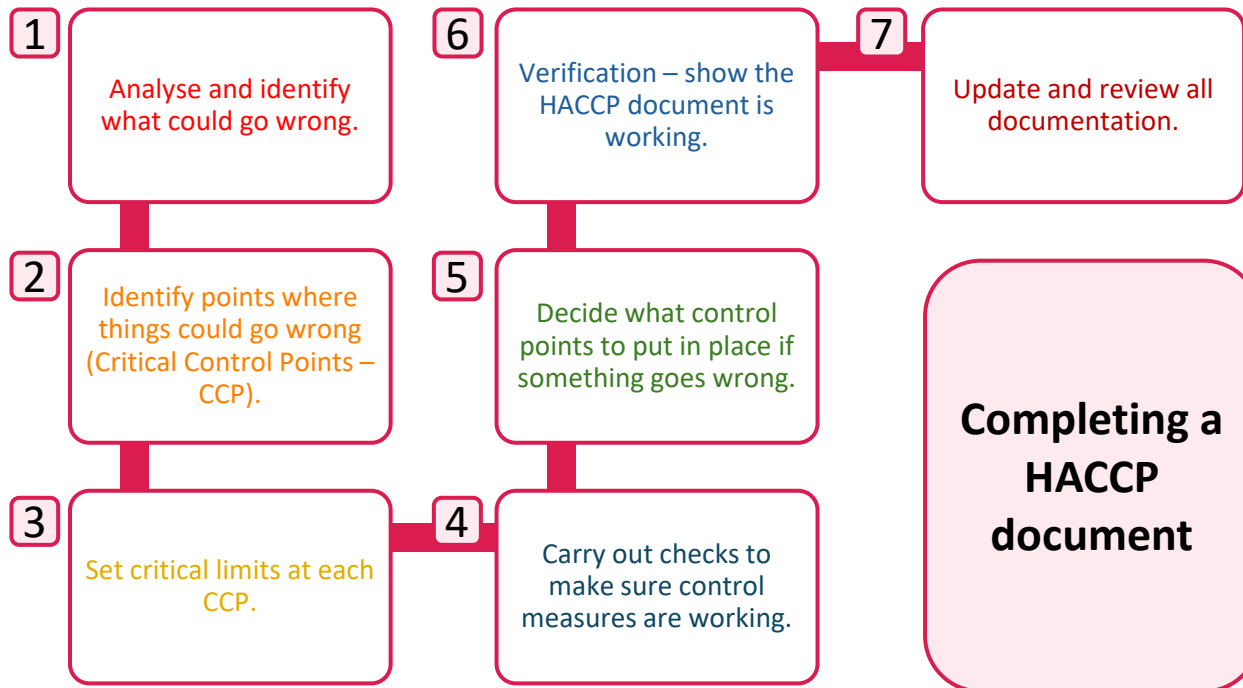 1
Analyse and identify
what could go wrong.
2
Identify points where
things could go wrong
(Critical Control Points –
CCP).
3
Set critical limits at each
CCP.
4
Carry out checks to
make sure control
measures are working.
5
Decide what control
points to put in place if
something goes wrong.
6
Verification – show the
HACCP document is
working.
7
Update and review all
documentation.
Completing a
HACCP
document